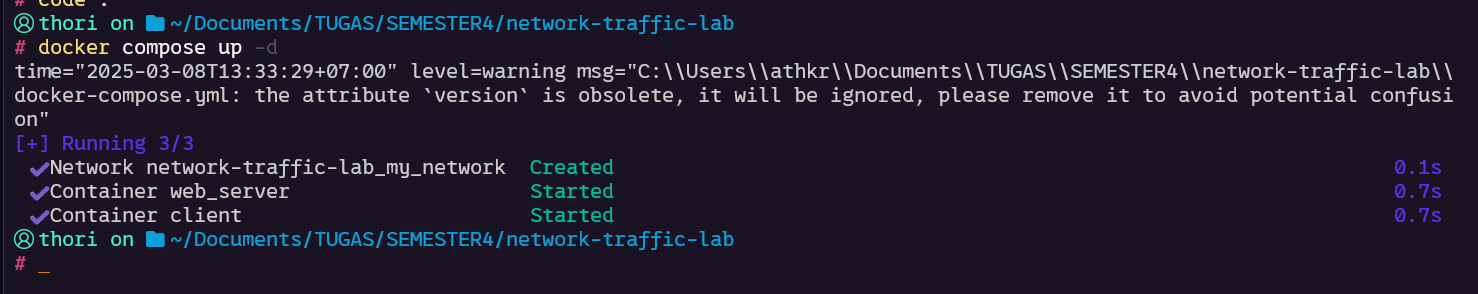 # code .
thori on ~/Documents/TUGAS/SEMESTER4/network-traffic-lab
# docker compose up -d
time="2025-03-08T13:33:29+07:00" level=warning msg="C:\\Users\\athkr\\Documents\\TUGAS\\SEMESTER4\\network-traffic-lab\\
docker-compose.yml: the attribute `version` is obsolete, it will be ignored, please remove it to avoid potential confusi
on"
[+] Running 3/3
✔Network network-traffic-lab_my_network Created 0.1s
✔Container web_server Started 0.7s
✔Container client Started 0.7s
thori on ~/Documents/TUGAS/SEMESTER4/network-traffic-lab
# _